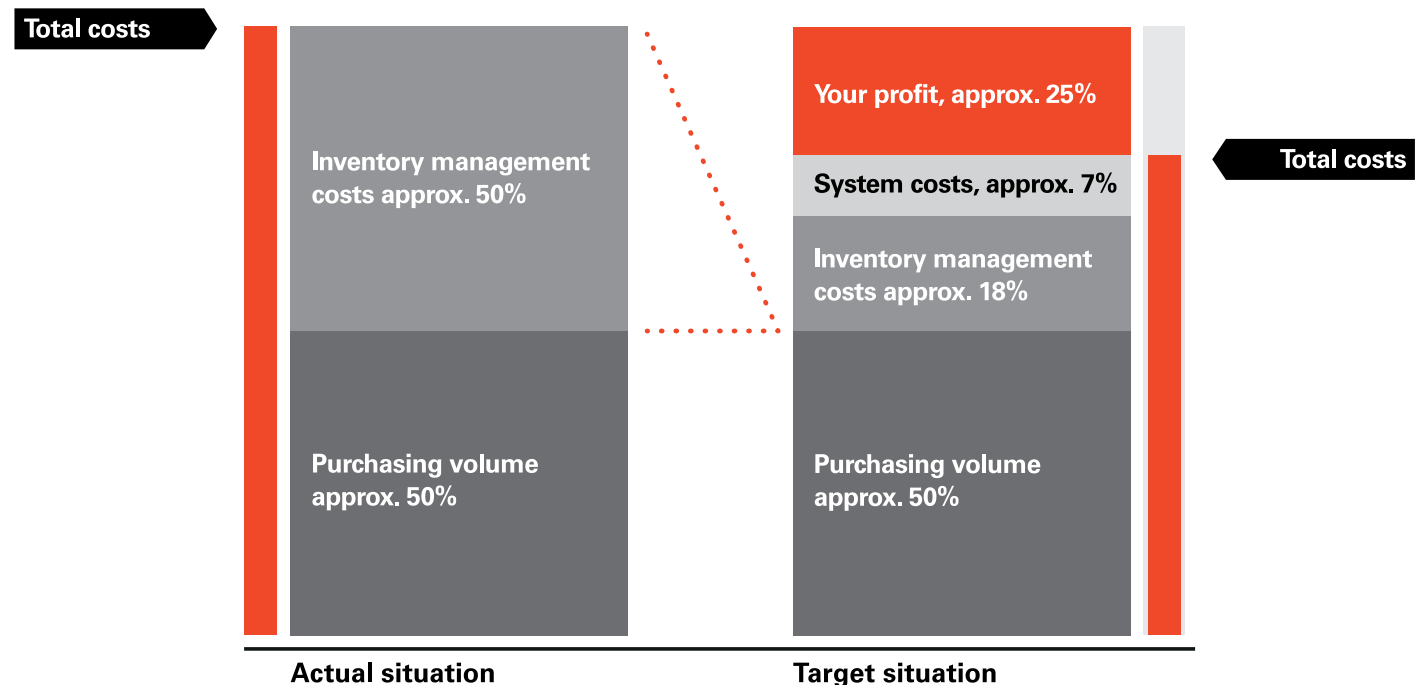 Total costs
Inventory management
costs approx. 50%
Purchasing volume
approx. 50%
Actual situation
Your profit, approx. 25%
System costs, approx. 7%
Inventory management
costs approx. 18%
Purchasing volume
approx. 50%
Target situation
Total costs